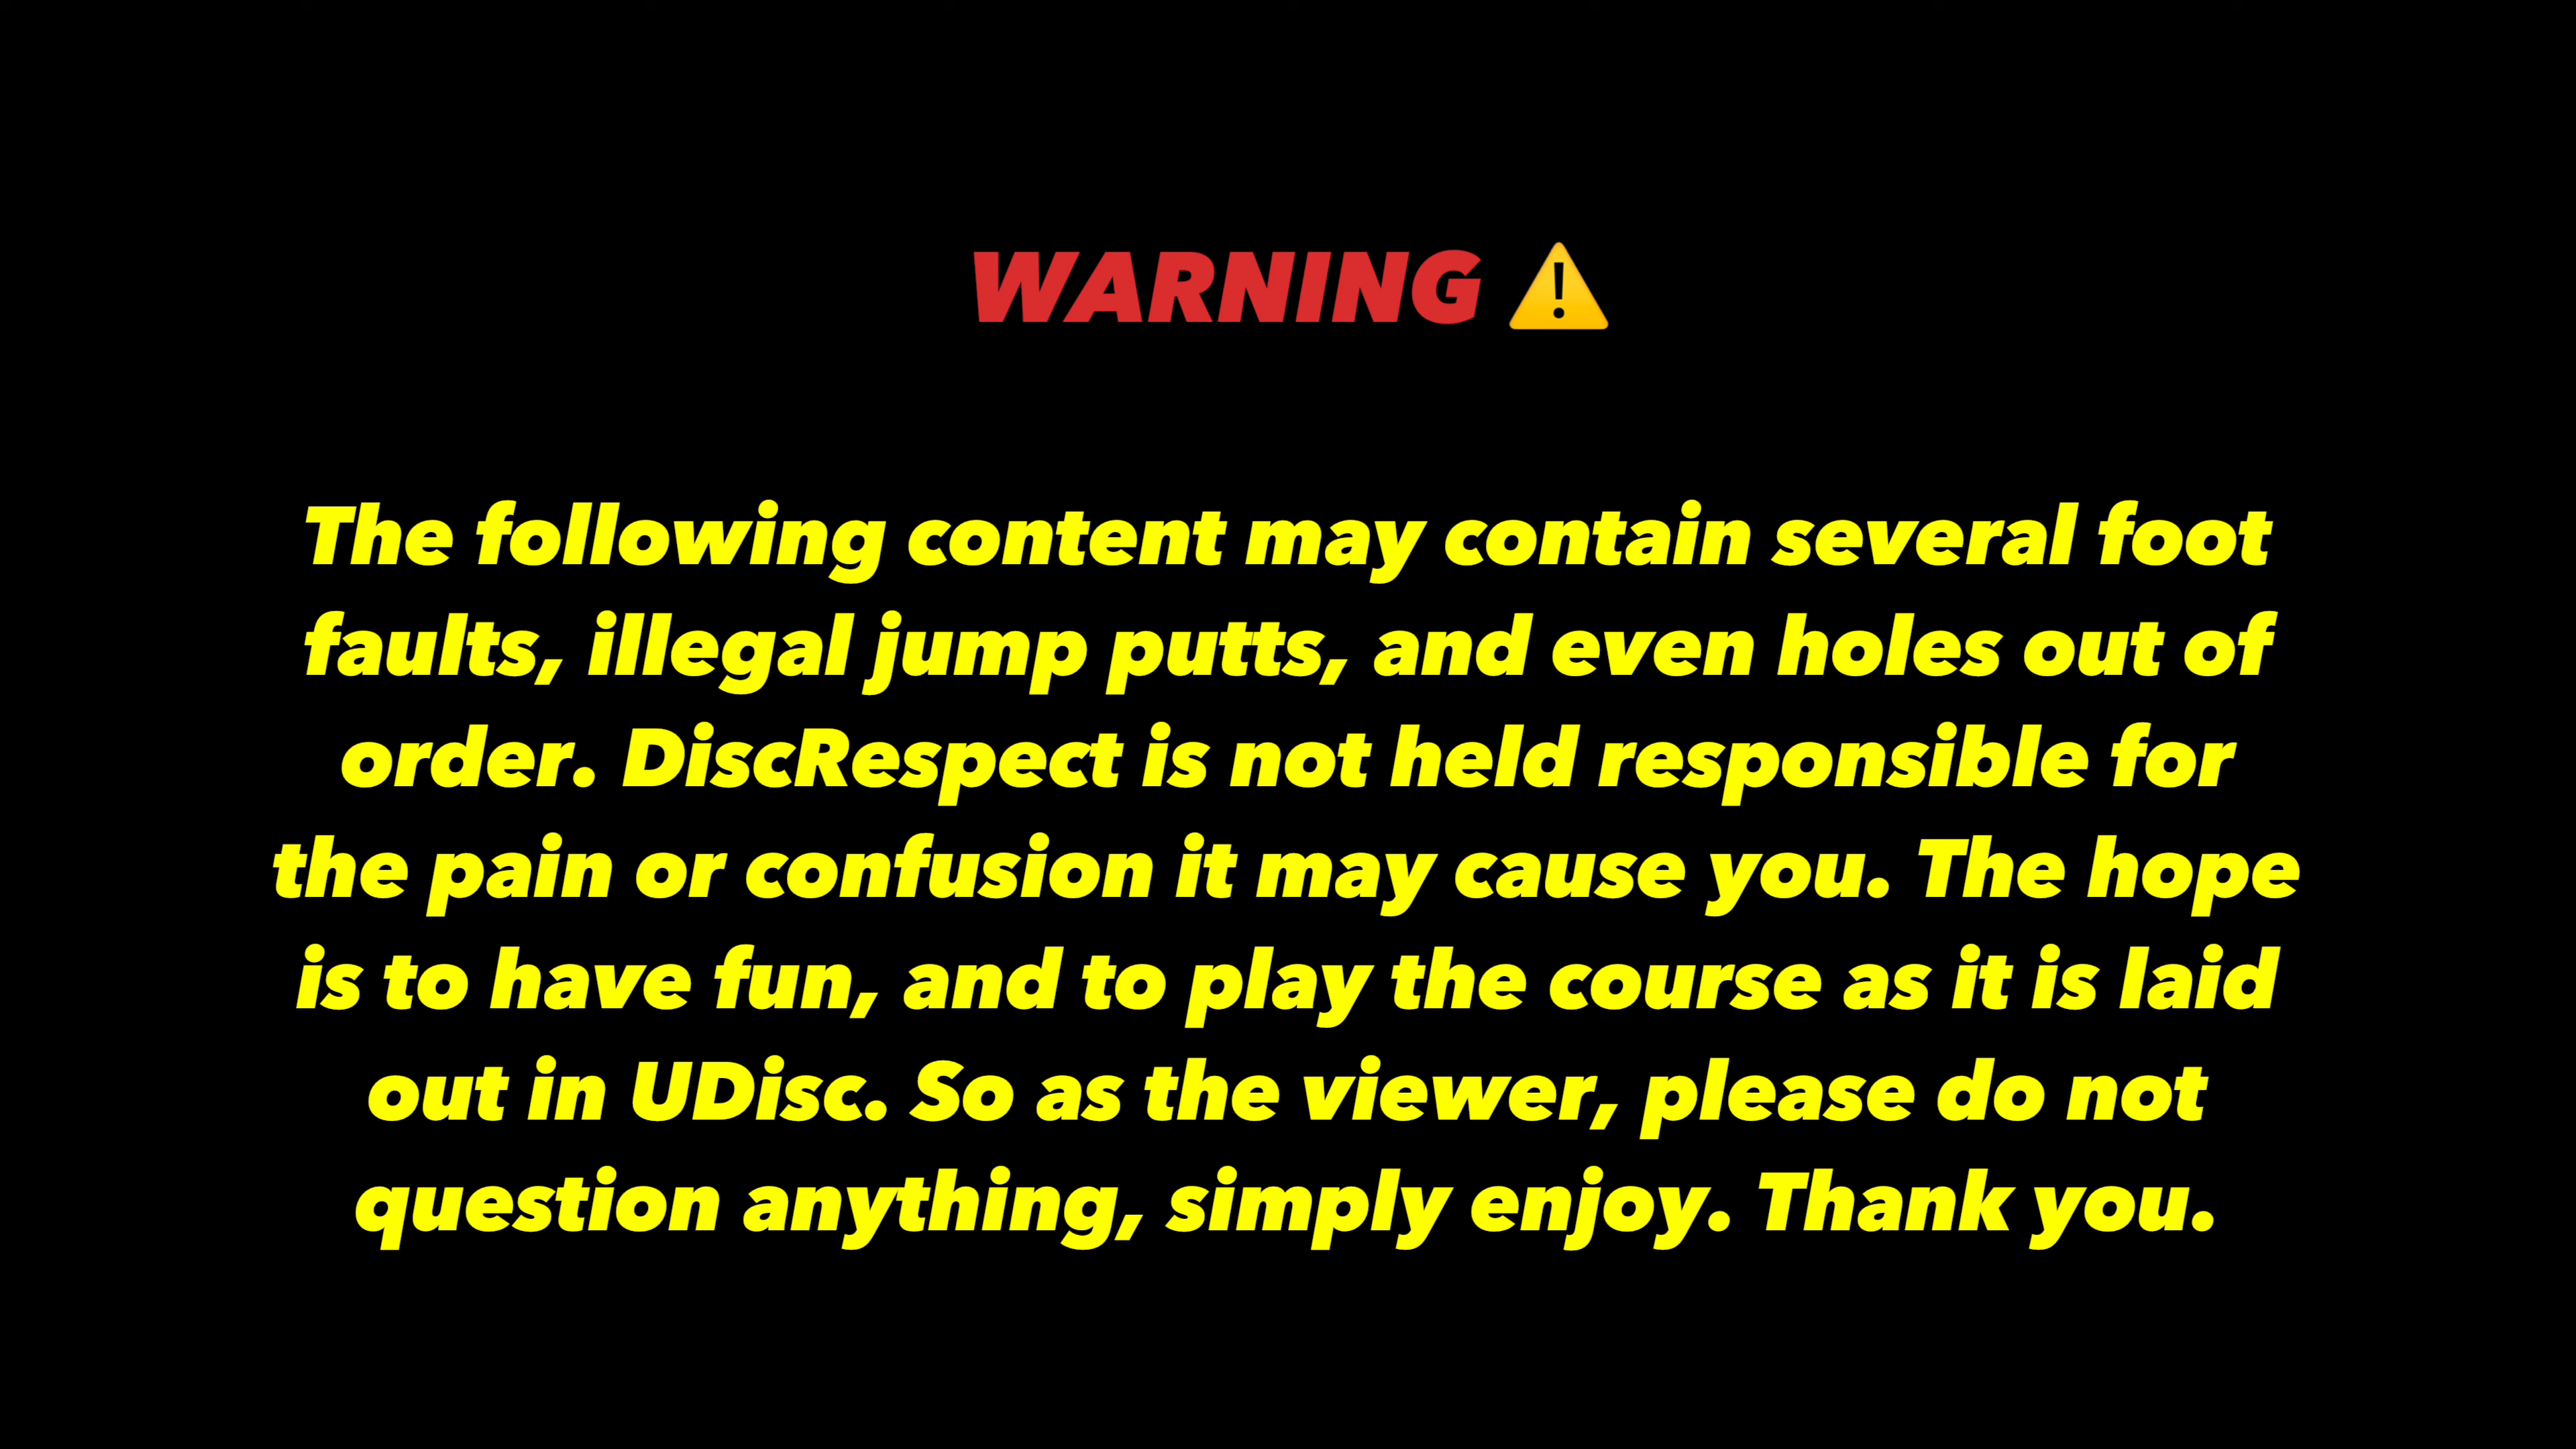 WARNING ⚠️
The following content may contain several foot
faults, illegal jump putts, and even holes out of
order. DiscRespect is not held responsible for
the pain or confusion it may cause you. The hope
is to have fun, and to play the course as it is laid
out in UDisc. So as the viewer, please do not
question anything, simply enjoy. Thank you.